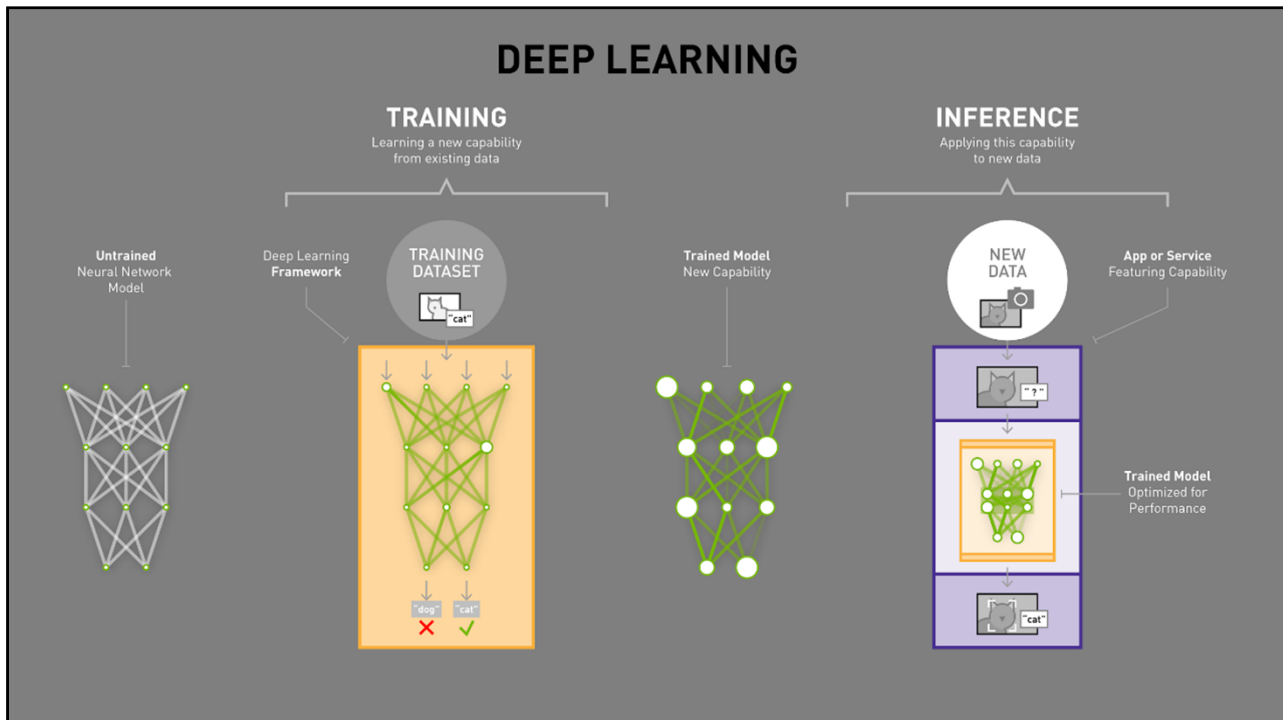 DEEP LEARNING
TRAINING
Learning a new capability
from existing data
INFERENCE
Applying this capability
to new data
Untrained
Neural Network
Model
Deep Learning
Framework
TRAINING
DATASET
"cat"
Trained Model
New Capability
NEW
DATA
App or Service
Featuring Capability
"?"
Trained Model
Optimized for
Performance
"dog"
"cat"
"cat"